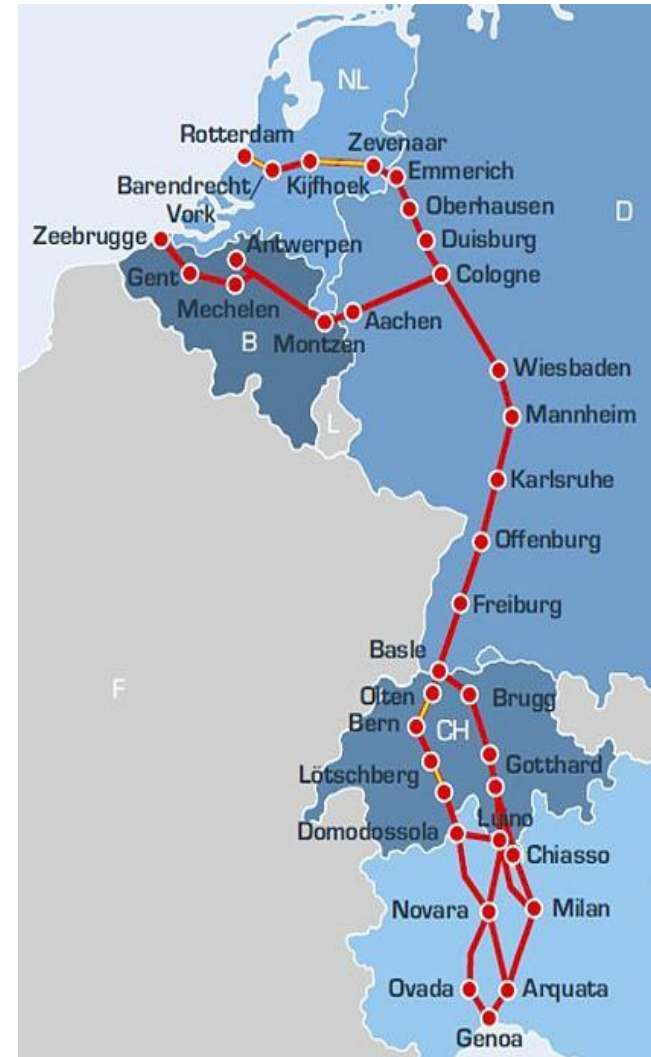 NL
Rotterdam
Zevenaar
Emmerich
Barendrecht/
Vork
Kijfhoek
Oberhausen
D
Zeebrugge
Antwerpen
Duisburg
Gent
Cologne
Mechelen
Aachen
B
Montzen
Wiesbaden
L
Mannheim
Karlsruhe
Offenburg
Freiburg
Basle
F
Olten
Brugg
Bern
CH
Lötschberg
Gotthard
Luino
Domodossola
Chiasso
Novara
Milan
Ovada
Arquata
Genoa